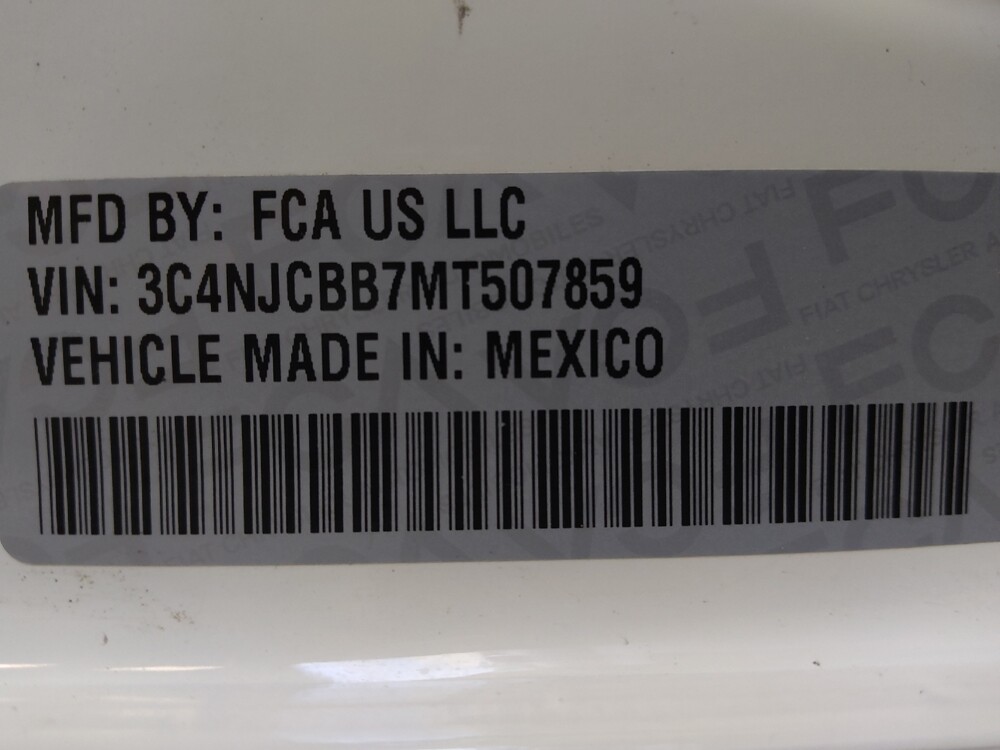 MFD BY: FCA US LLC
VIN: 3C4NJCBB7MT507859
VEHICLE MADE IN: MEXICO